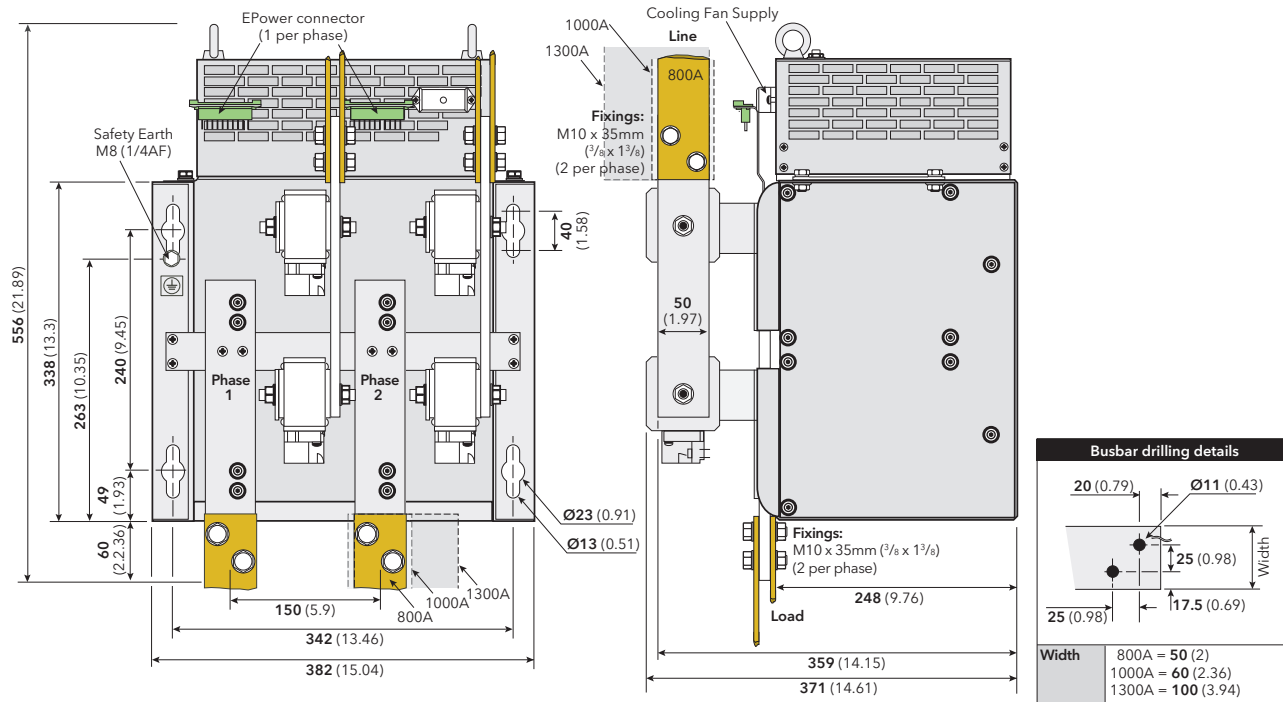 EPower connector
(1 per phase)
Safety Earth
M8 (1/4AF)
556 (21.89)
338 (13.3)
263 (10.35)
240 (9.45)
49
(1.93)
60
(2.36)
40
(1.58)
Phase
1
Phase
2
Ø23 (0.91)
Ø13 (0.51)
1300A
1000A
800A
150 (5.9)
342 (13.46)
382 (15.04)
Cooling Fan Supply
1000A
Line
1300A
800A
Fixings:
M10 x 35mm
(3/8 x 1 3/8)
(2 per phase)
50
(1.97)
Fixings:
M10 x 35mm (3/8 x 1 3/8)
(2 per phase)
248 (9.76)
Load
359 (14.15)
371 (14.61)
Busbar drilling details
20 (0.79)
Ø11 (0.43)
25 (0.98)
Width
25 (0.98)
17.5 (0.69)
Width
800A = 50 (2)
1000A = 60 (2.36)
1300A = 100 (3.94)